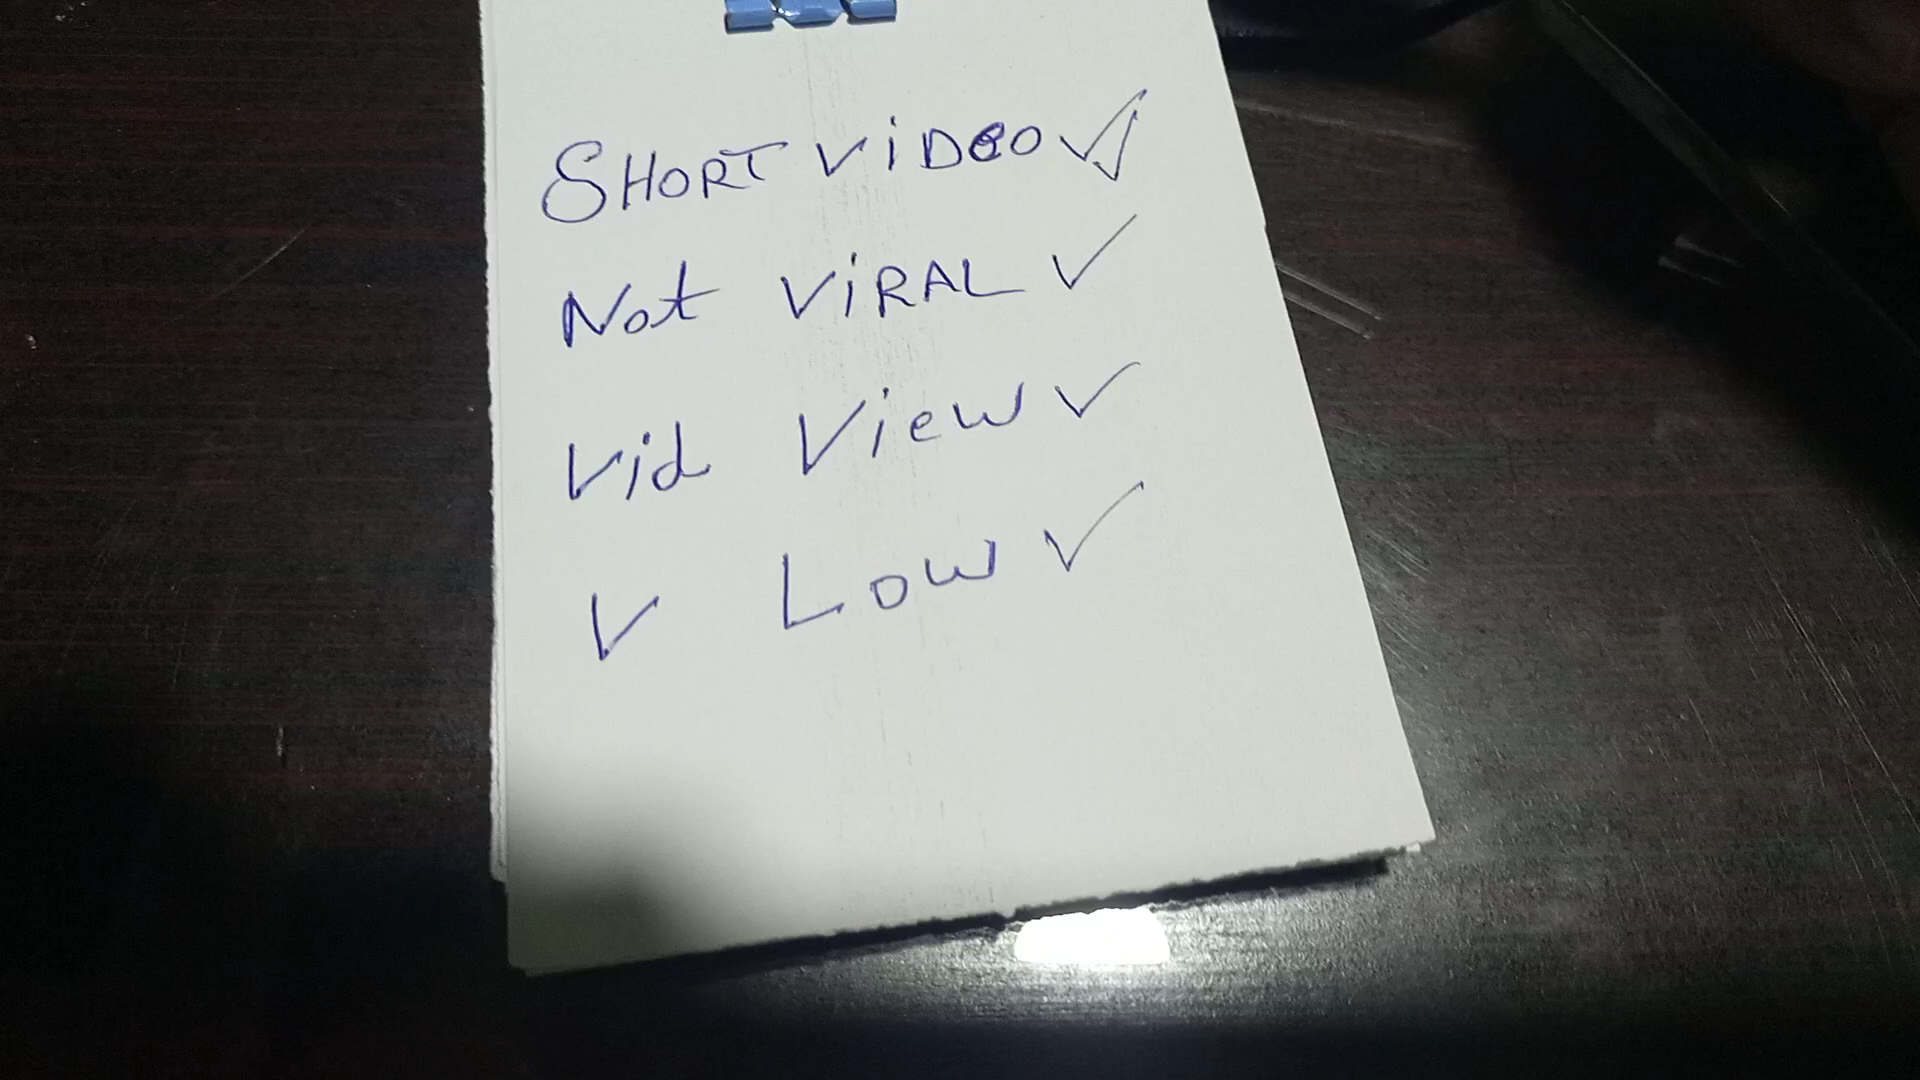 SHORT ViDEO ✓✓
Not ViRAL ✓
Vid View ✓
V Low ✓